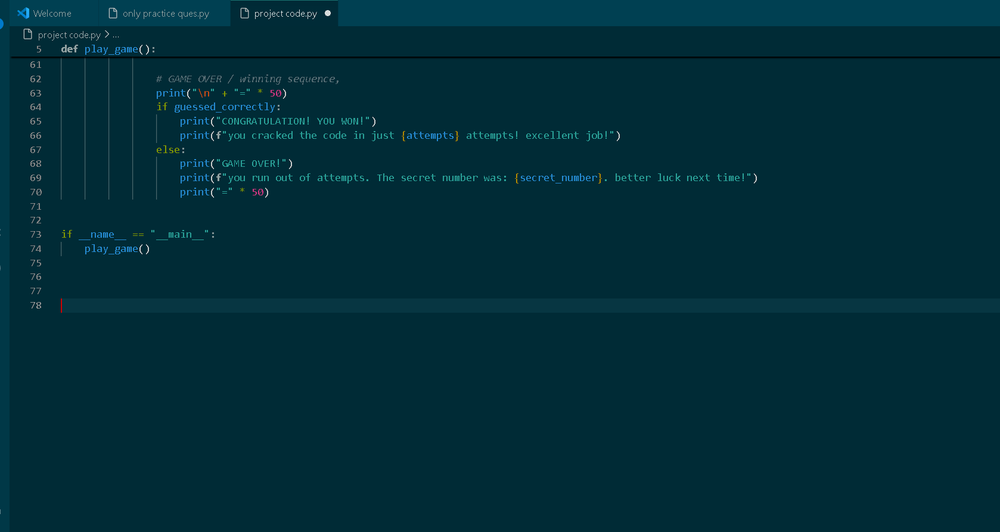 Welcome
only practice ques.py
project code.py
project code.py > ...
5 def play_game():
61
62 # GAME OVER / winning sequence,
63 print("\n" + "=" * 50)
64 if guessed_correctly:
65 print("CONGRATULATION! YOU WON!")
66 print(f"you cracked the code in just {attempts} attempts! excellent job!")
67 else:
68 print("GAME OVER!")
69 print(f"you run out of attempts. The secret number was: {secret_number}. better luck next time!")
70 print("=" * 50)
71
72
73 if __name__ == "__main__":
74 play_game()
75
76
77
78